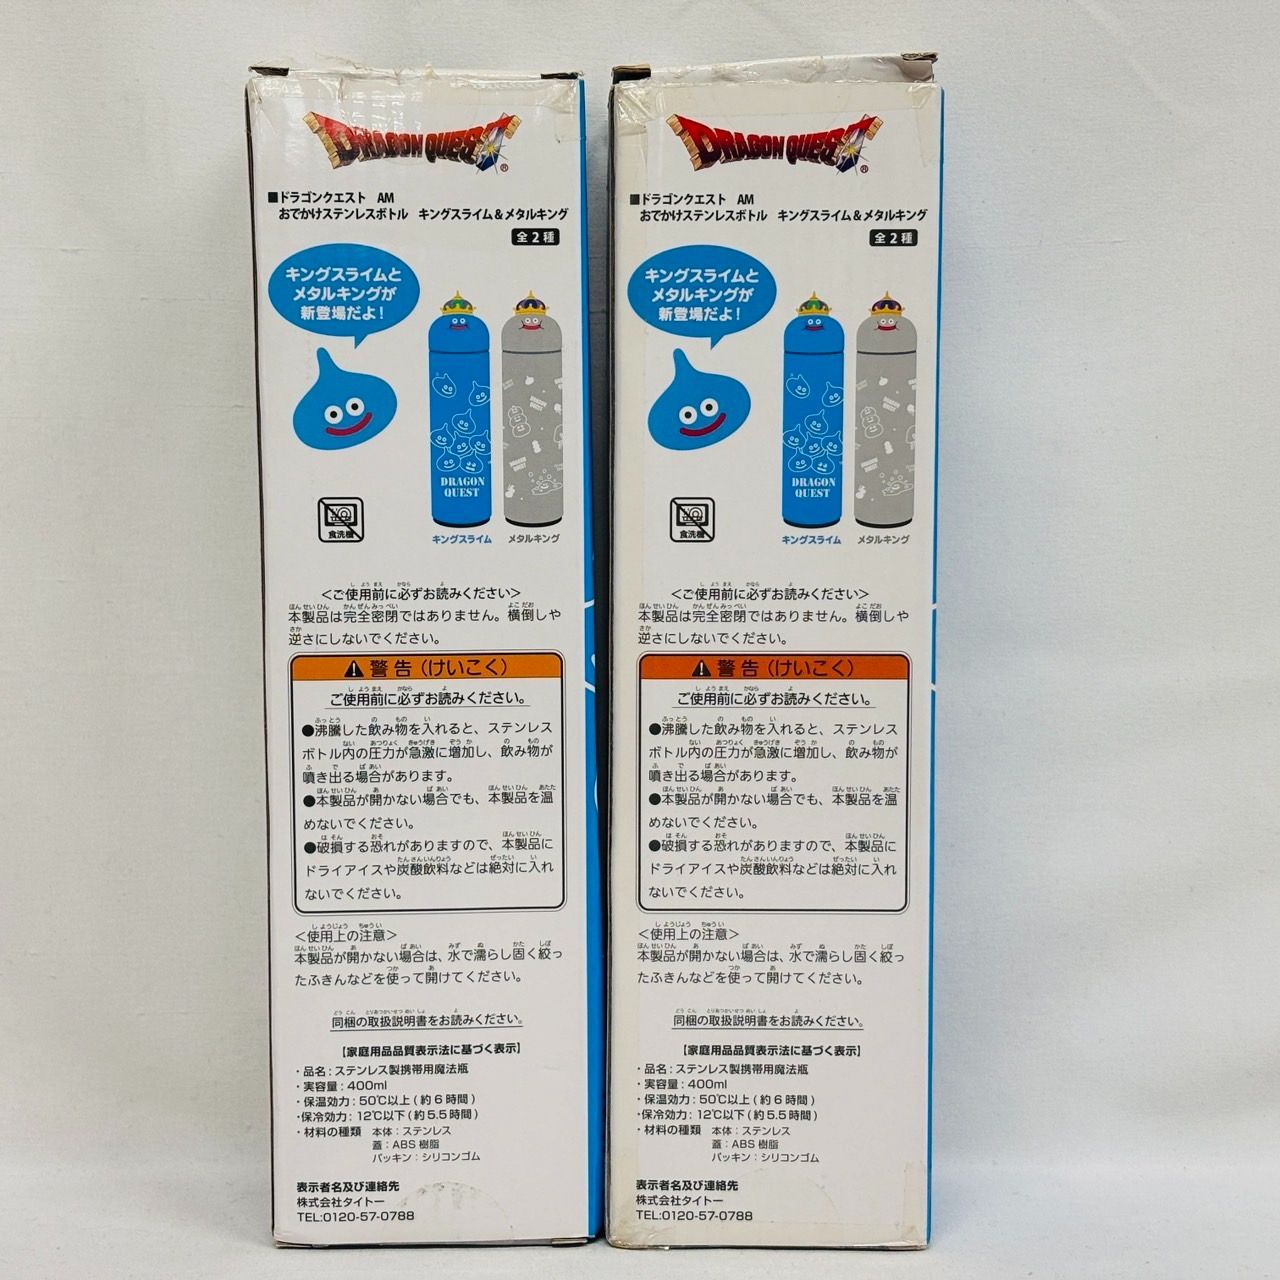 DRAGON QUEST®
■ドラゴンクエスト AM
おでかけステンレスボトル キングスライム＆メタルキング
全2種
キングスライムと
メタルキングが
新登場だよ!
DRAGON
QUEST
食洗機
キングスライム メタルキング
＜ご使用前に必ずお読みください＞
本製品は完全密閉ではありません。横倒しや
逆さにしないでください。
警告(けいこく)
ご使用前に必ずお読みください。
●沸騰した飲み物を入れると、ステンレス
ボトル内の圧力が急激に増加し、飲み物が
噴き出る場合があります。
●本製品が開かない場合でも、本製品を温
めないでください。
●破損する恐れがありますので、本製品に
ドライアイスや炭酸飲料などは絶対に入れ
ないでください。
＜使用上の注意＞
本製品が開かない場合は、水で濡らし固く絞っ
たふきんなどを使って開けてください。
同梱の取扱説明書をお読みください。
【家庭用品品質表示法に基づく表示】
・品名：ステンレス製携帯用魔法瓶
・実容量：400ml
・保温効力：50℃以上(約6時間)
・保冷効力：12℃以下(約5.5時間)
・材料の種類 本体：ステンレス
蓋：ABS樹脂
パッキン：シリコンゴム
表示者名及び連絡先
株式会社タイトー
TEL:0120-57-0788
DRAGON QUEST®
■ドラゴンクエスト AM
おでかけステンレスボトル キングスライム＆メタルキング
全2種
キングスライムと
メタルキングが
新登場だよ!
DRAGON
QUEST
食洗機
キングスライム メタルキング
＜ご使用前に必ずお読みください＞
本製品は完全密閉ではありません。横倒しや
逆さにしないでください。
警告(けいこく)
ご使用前に必ずお読みください。
●沸騰した飲み物を入れると、ステンレス
ボトル内の圧力が急激に増加し、飲み物が
噴き出る場合があります。
●本製品が開かない場合でも、本製品を温
めないでください。
●破損する恐れがありますので、本製品に
ドライアイスや炭酸飲料などは絶対に入れ
ないでください。
＜使用上の注意＞
本製品が開かない場合は、水で濡らし固く絞っ
たふきんなどを使って開けてください。
同梱の取扱説明書をお読みください。
【家庭用品品質表示法に基づく表示】
・品名：ステンレス製携帯用魔法瓶
・実容量：400ml
・保温効力：50℃以上(約6時間)
・保冷効力：12℃以下(約5.5時間)
・材料の種類 本体：ステンレス
蓋：ABS樹脂
パッキン：シリコンゴム
表示者名及び連絡先
株式会社タイトー
TEL:0120-57-0788